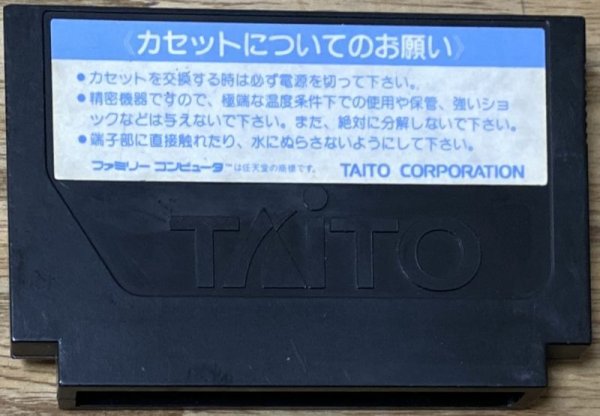 《カセットについてのお願い》
●カセットを交換する時は必ず電源を切って下さい。
●精密機器ですので、極端な温度条件下での使用や保管、強いショ
ックなどは与えないで下さい。また、絶対に分解しないで下さい。
●端子部に直接触れたり、水にぬらさないようにして下さい。
ファミリーコンピュータ™は任天堂の商標です。 TAITO CORPORATION
TAITO